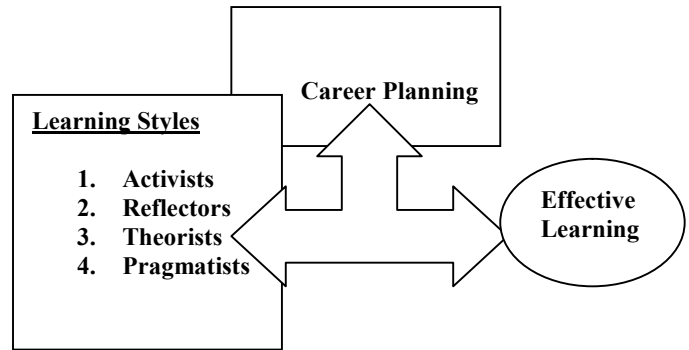 Career Planning
Learning Styles
1. Activists
2. Reflectors
3. Theorists
4. Pragmatists
Effective
Learning